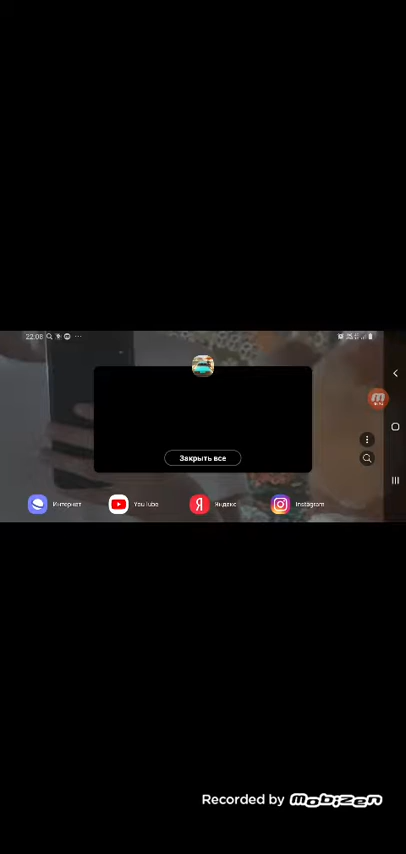 22:08
Закрыть все
Интернет
YouTube
Яндекс
Instagram
Recorded by MOBIZEN